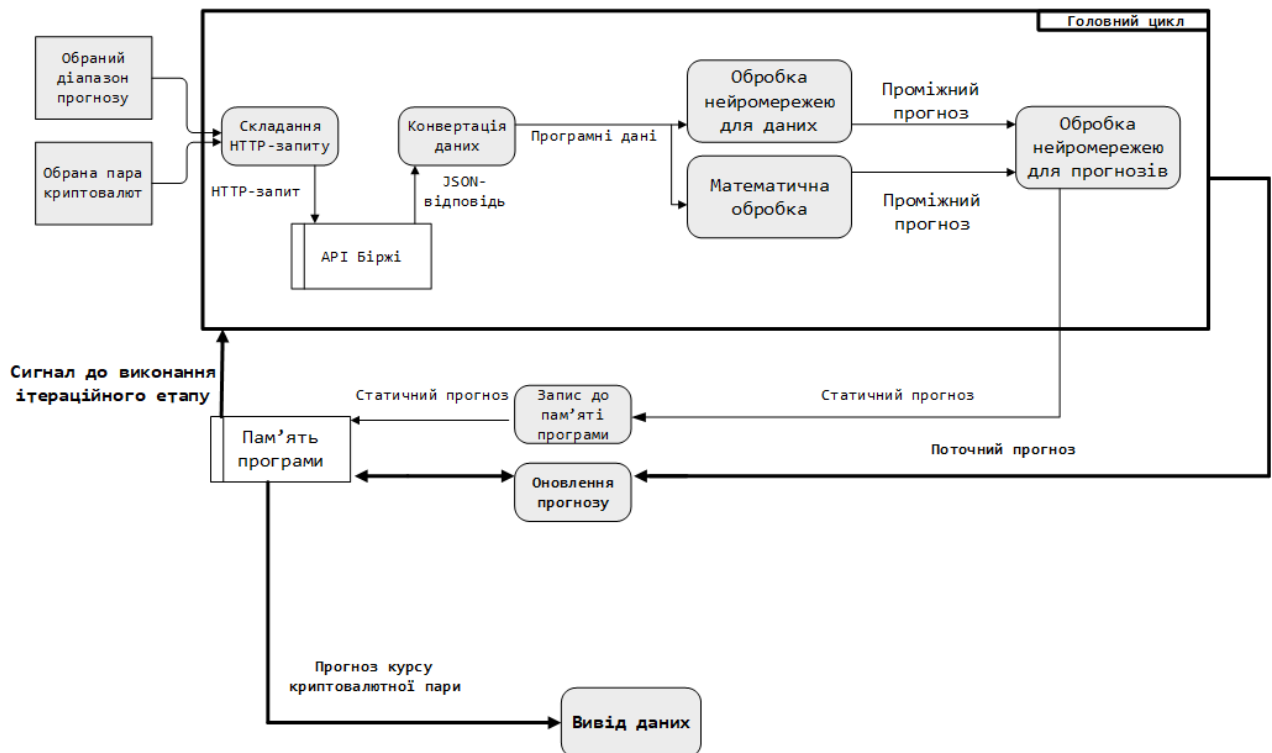 Головний цикл
Обраний
діапазон
прогнозу
Обрана пара
криптовалют
Складання
HTTP-запиту
HTTP-запит
API Біржі
Конвертація
даних
JSON-
відповідь
Програмні дані
Обробка
нейромережею
для даних
Математична
обробка
Проміжний
прогноз
Проміжний
прогноз
Обробка
нейромережею
для прогнозів
Сигнал до виконання
ітераційного етапу
Статичний прогноз
Запис до
пам’яті
програми
Статичний прогноз
Пам’ять
програми
Оновлення
прогнозу
Поточний прогноз
Прогноз курсу
криптовалютної пари
Вивід даних